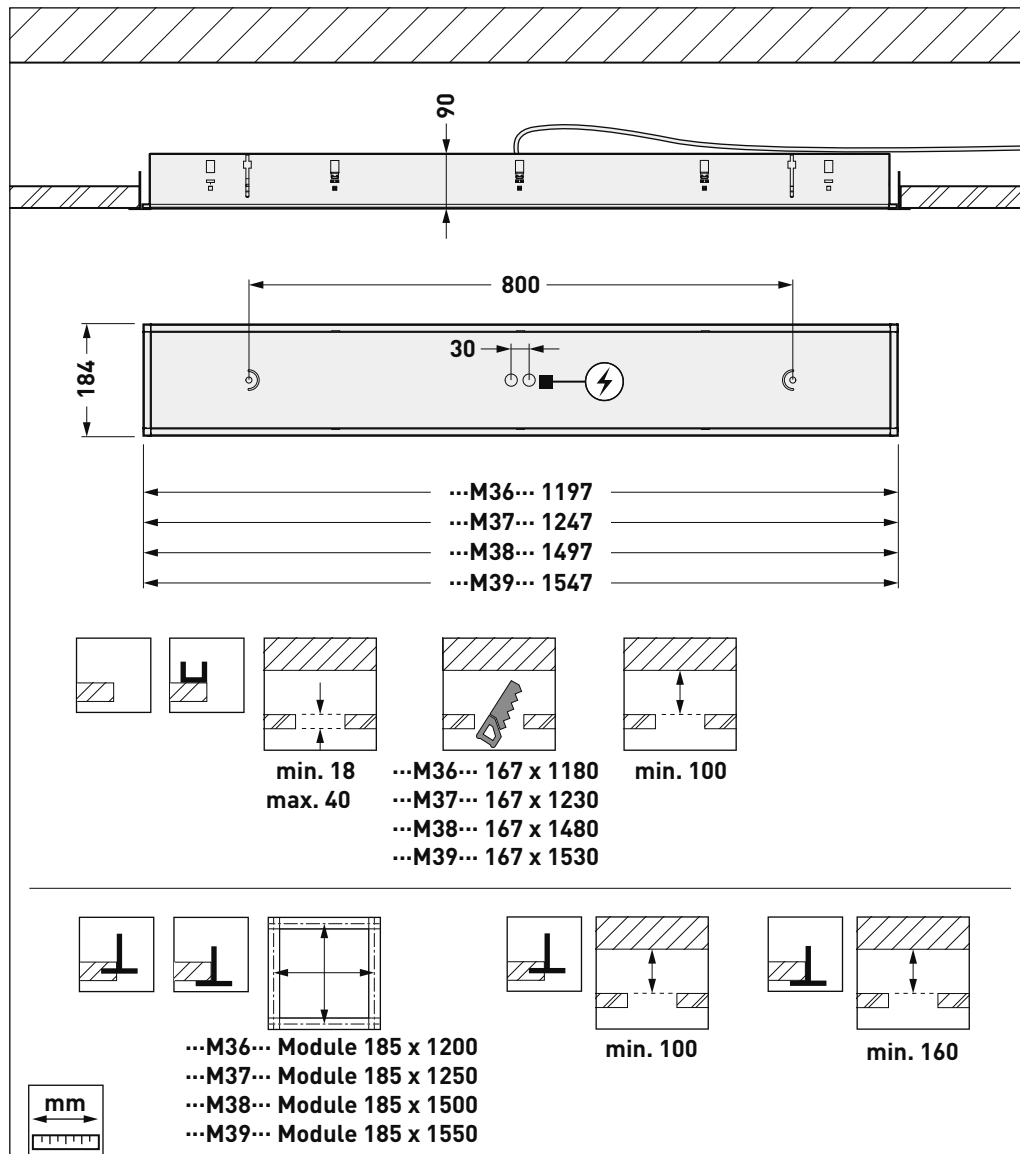 90
800
30
184
···M36··· 1197
···M37··· 1247
···M38··· 1497
···M39··· 1547
min. 18
max. 40
···M36··· 167 x 1180
···M37··· 167 x 1230
···M38··· 167 x 1480
···M39··· 167 x 1530
min. 100
···M36··· Module 185 x 1200
···M37··· Module 185 x 1250
···M38··· Module 185 x 1500
···M39··· Module 185 x 1550
min. 100
min. 160
mm